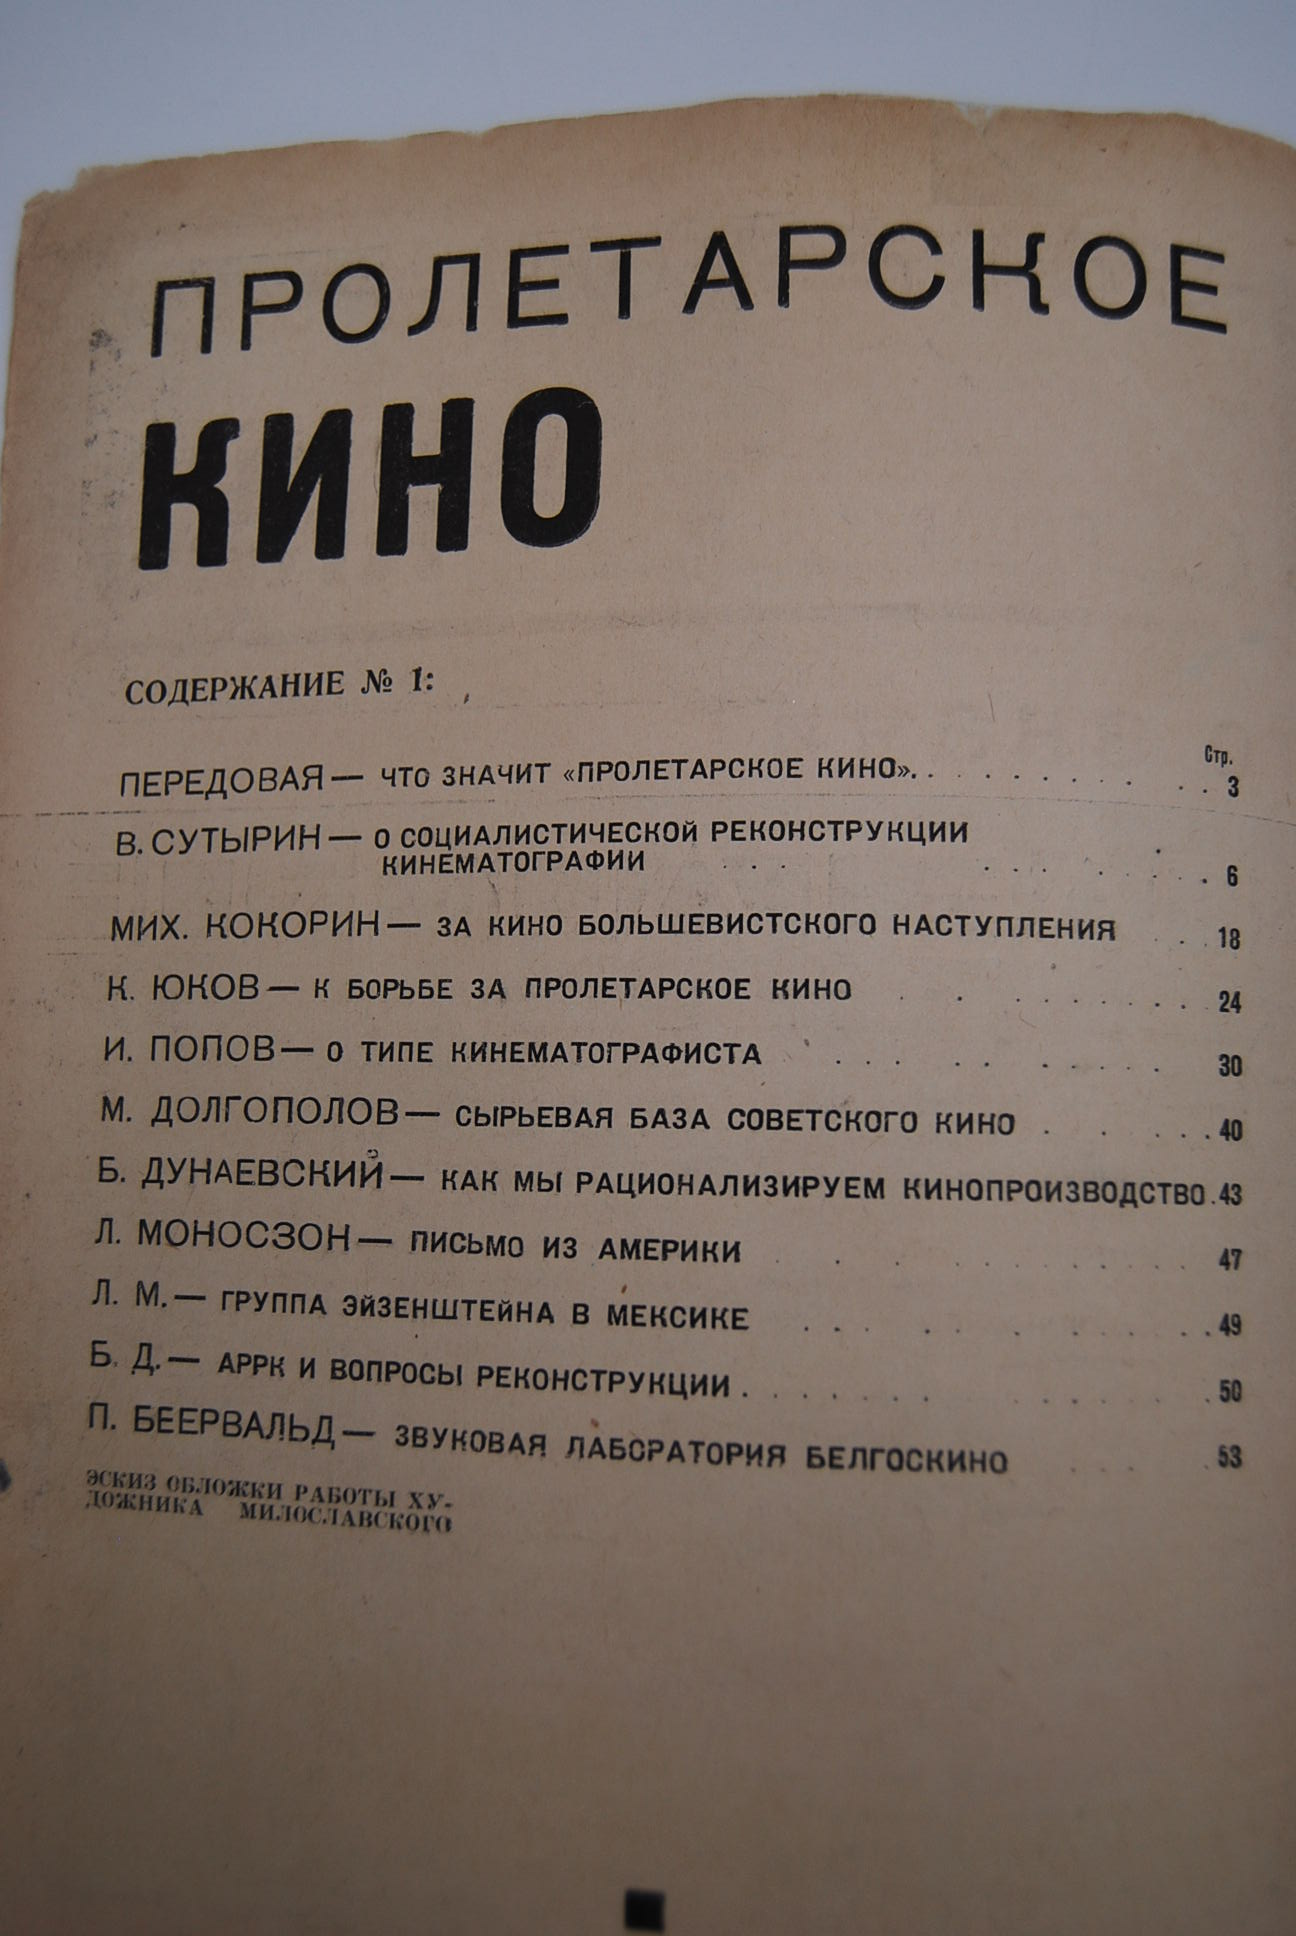 ПРОЛЕТАРСКОЕ
КИНО
СОДЕРЖАНИЕ № 1:
Стр.
ПЕРЕДОВАЯ — ЧТО ЗНАЧИТ «ПРОЛЕТАРСКОЕ КИНО». . . . . . . . . . . 3
В. СУТЫРИН — О СОЦИАЛИСТИЧЕСКОЙ РЕКОНСТРУКЦИИ
КИНЕМАТОГРАФИИ . . . . . . . . . . . 6
МИХ. КОКОРИН — ЗА КИНО БОЛЬШЕВИСТСКОГО НАСТУПЛЕНИЯ . . 18
К. ЮКОВ — К БОРЬБЕ ЗА ПРОЛЕТАРСКОЕ КИНО . . . . . . . . . . 24
И. ПОПОВ — О ТИПЕ КИНЕМАТОГРАФИСТА . . . . . . . . . . 30
М. ДОЛГОПОЛОВ — СЫРЬЕВАЯ БАЗА СОВЕТСКОГО КИНО . . . . . . 40
Б. ДУНАЕВСКИЙ — КАК МЫ РАЦИОНАЛИЗИРУЕМ КИНОПРОИЗВОДСТВО . 43
Л. МОНОСЗОН — ПИСЬМО ИЗ АМЕРИКИ . . . . . . . . . . . 47
Л. М. — ГРУППА ЭЙЗЕНШТЕЙНА В МЕКСИКЕ . . . . . . . . . . 49
Б. Д. — АРРК И ВОПРОСЫ РЕКОНСТРУКЦИИ . . . . . . . . . . . 50
П. БЕЕРВАЛЬД — ЗВУКОВАЯ ЛАБОРАТОРИЯ БЕЛГОСКИНО . . . . 53
ЭСКИЗ ОБЛОЖКИ РАБОТЫ ХУ-
ДОЖНИКА МИЛОСЛАВСКОГО